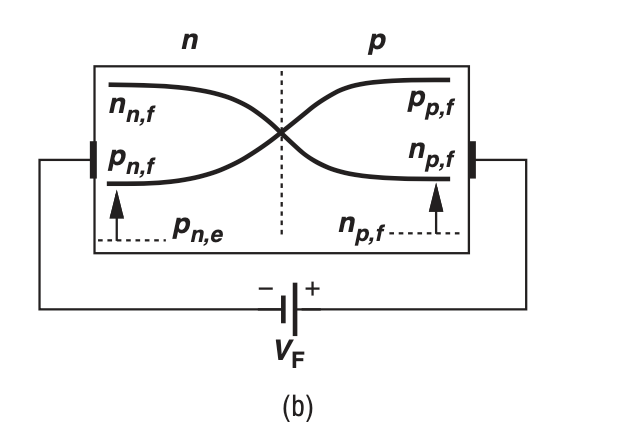 n p
n_{n,f} p_{p,f}
p_{n,f} n_{p,f}
p_{n,e} n_{p,f}
− +
V_F
(b)